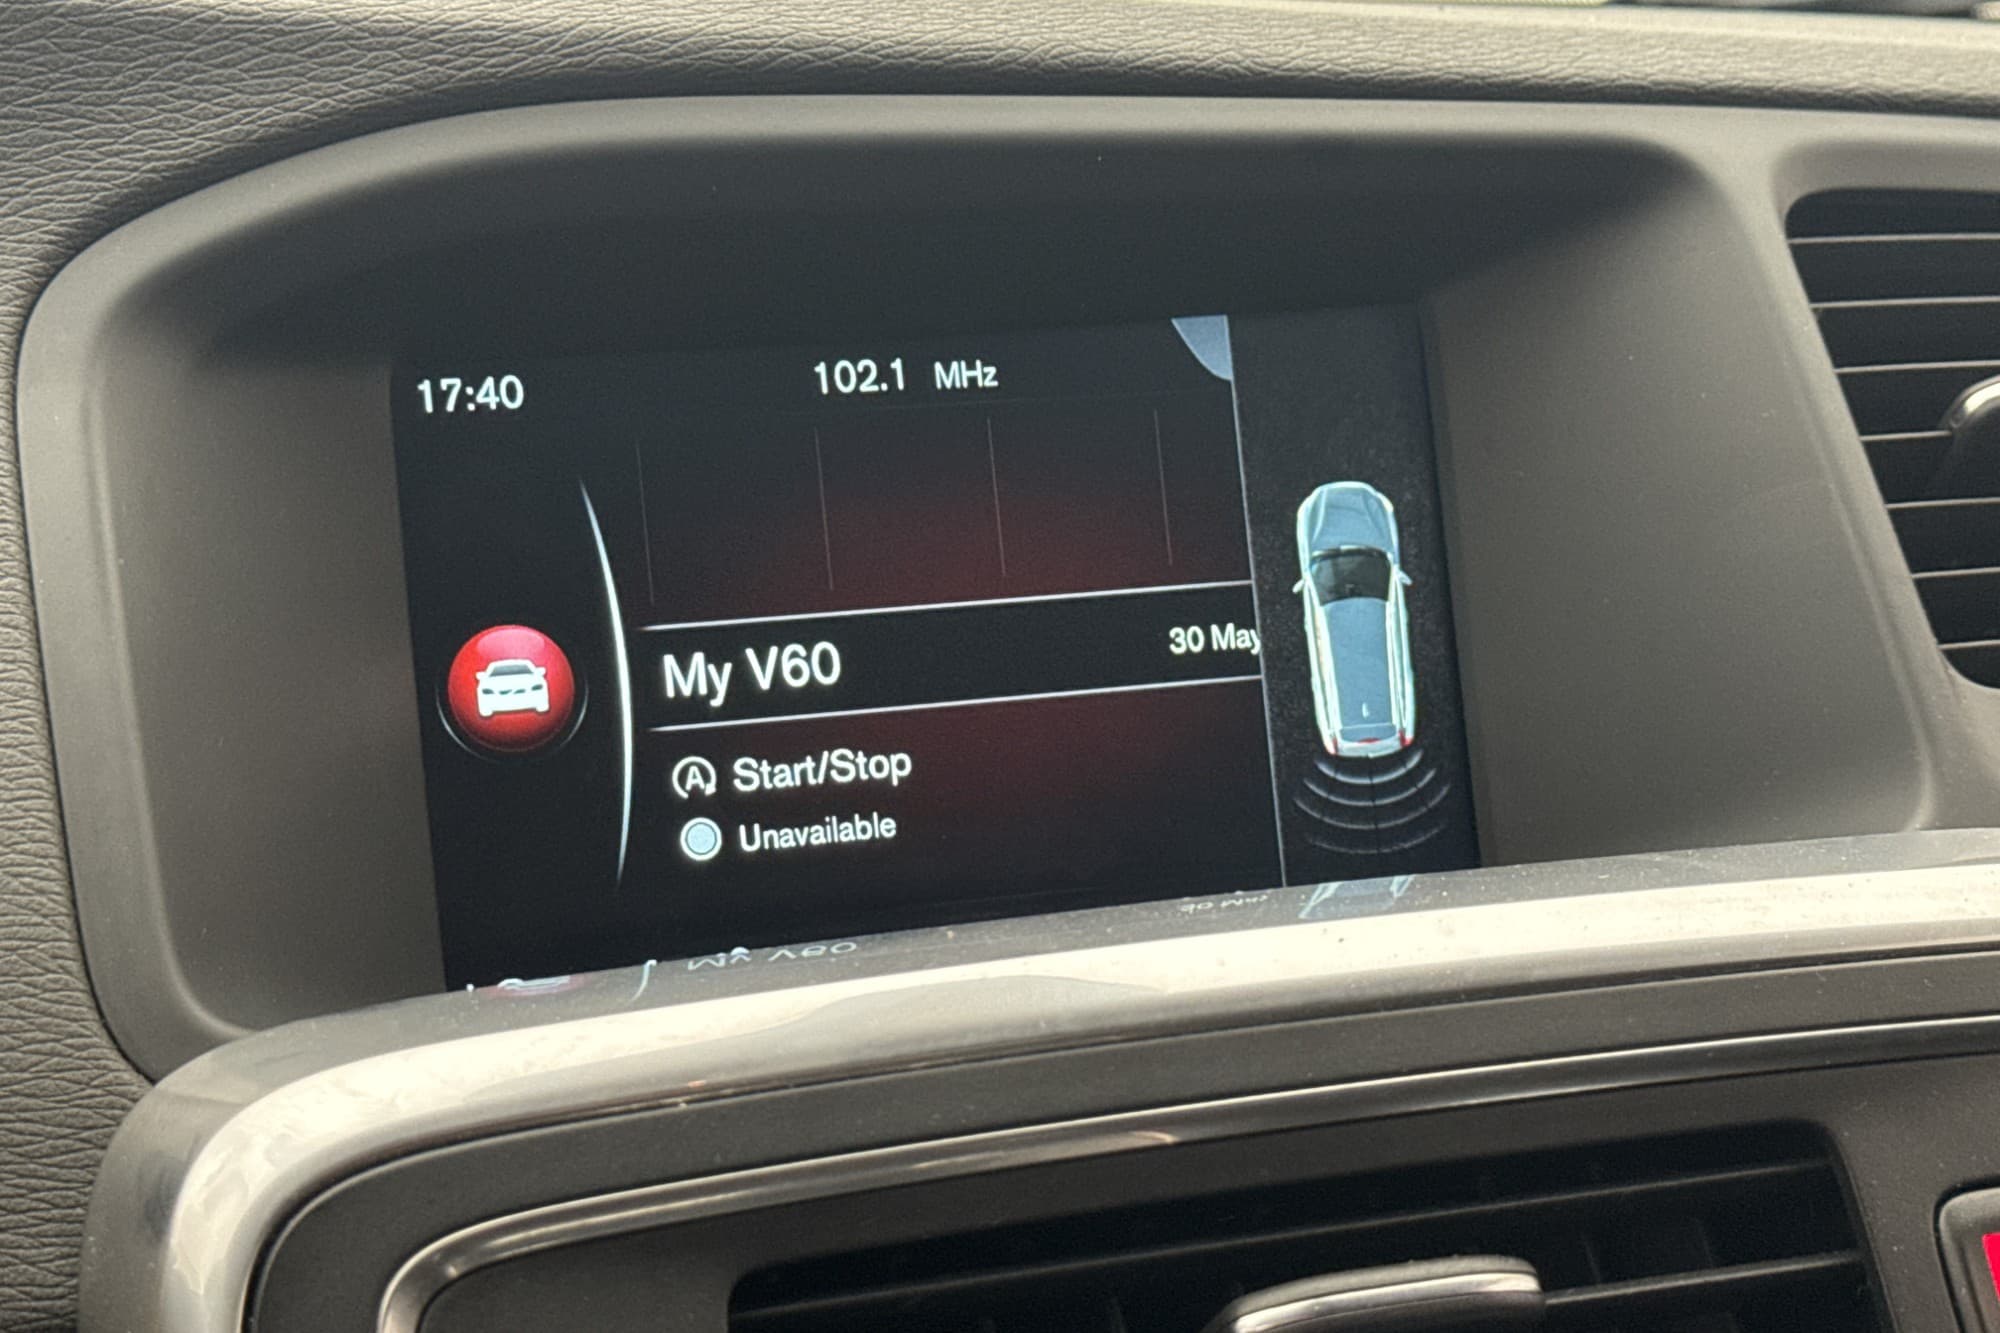 17:40
102.1 MHz
My V60
30 May
A Start/Stop
Unavailable